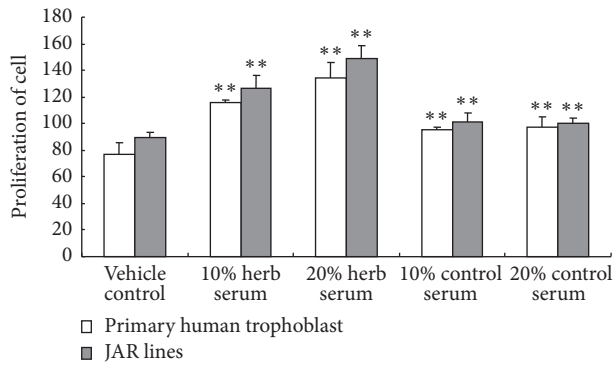 Proliferation of cell
180
160
140
120
100
80
60
40
20
0
** ** ** ** ** ** ** **
Vehicle control
10% herb serum
20% herb serum
10% control serum
20% control serum
Primary human trophoblast
JAR lines